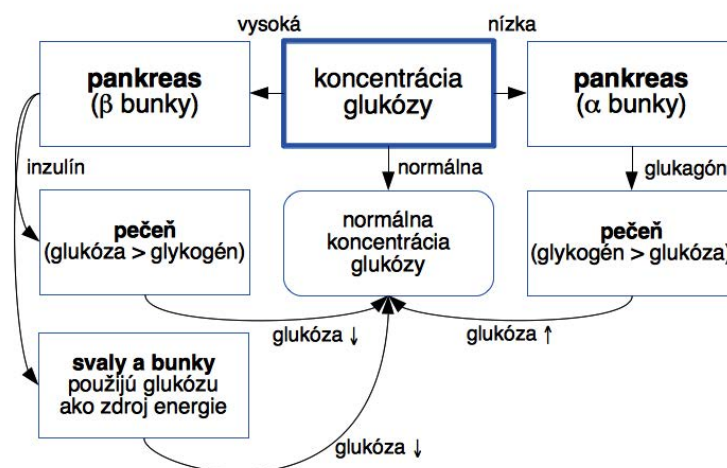 vysoká
nízka
pankreas
(β bunky)
koncentrácia
glukózy
pankreas
(α bunky)
inzulín
normálna
glukagón
pečeň
(glukóza > glykogén)
normálna
koncentrácia
glukózy
pečeň
(glykogén > glukóza)
glukóza ↓
glukóza ↑
svaly a bunky
použijú glukózu
ako zdroj energie
glukóza ↓